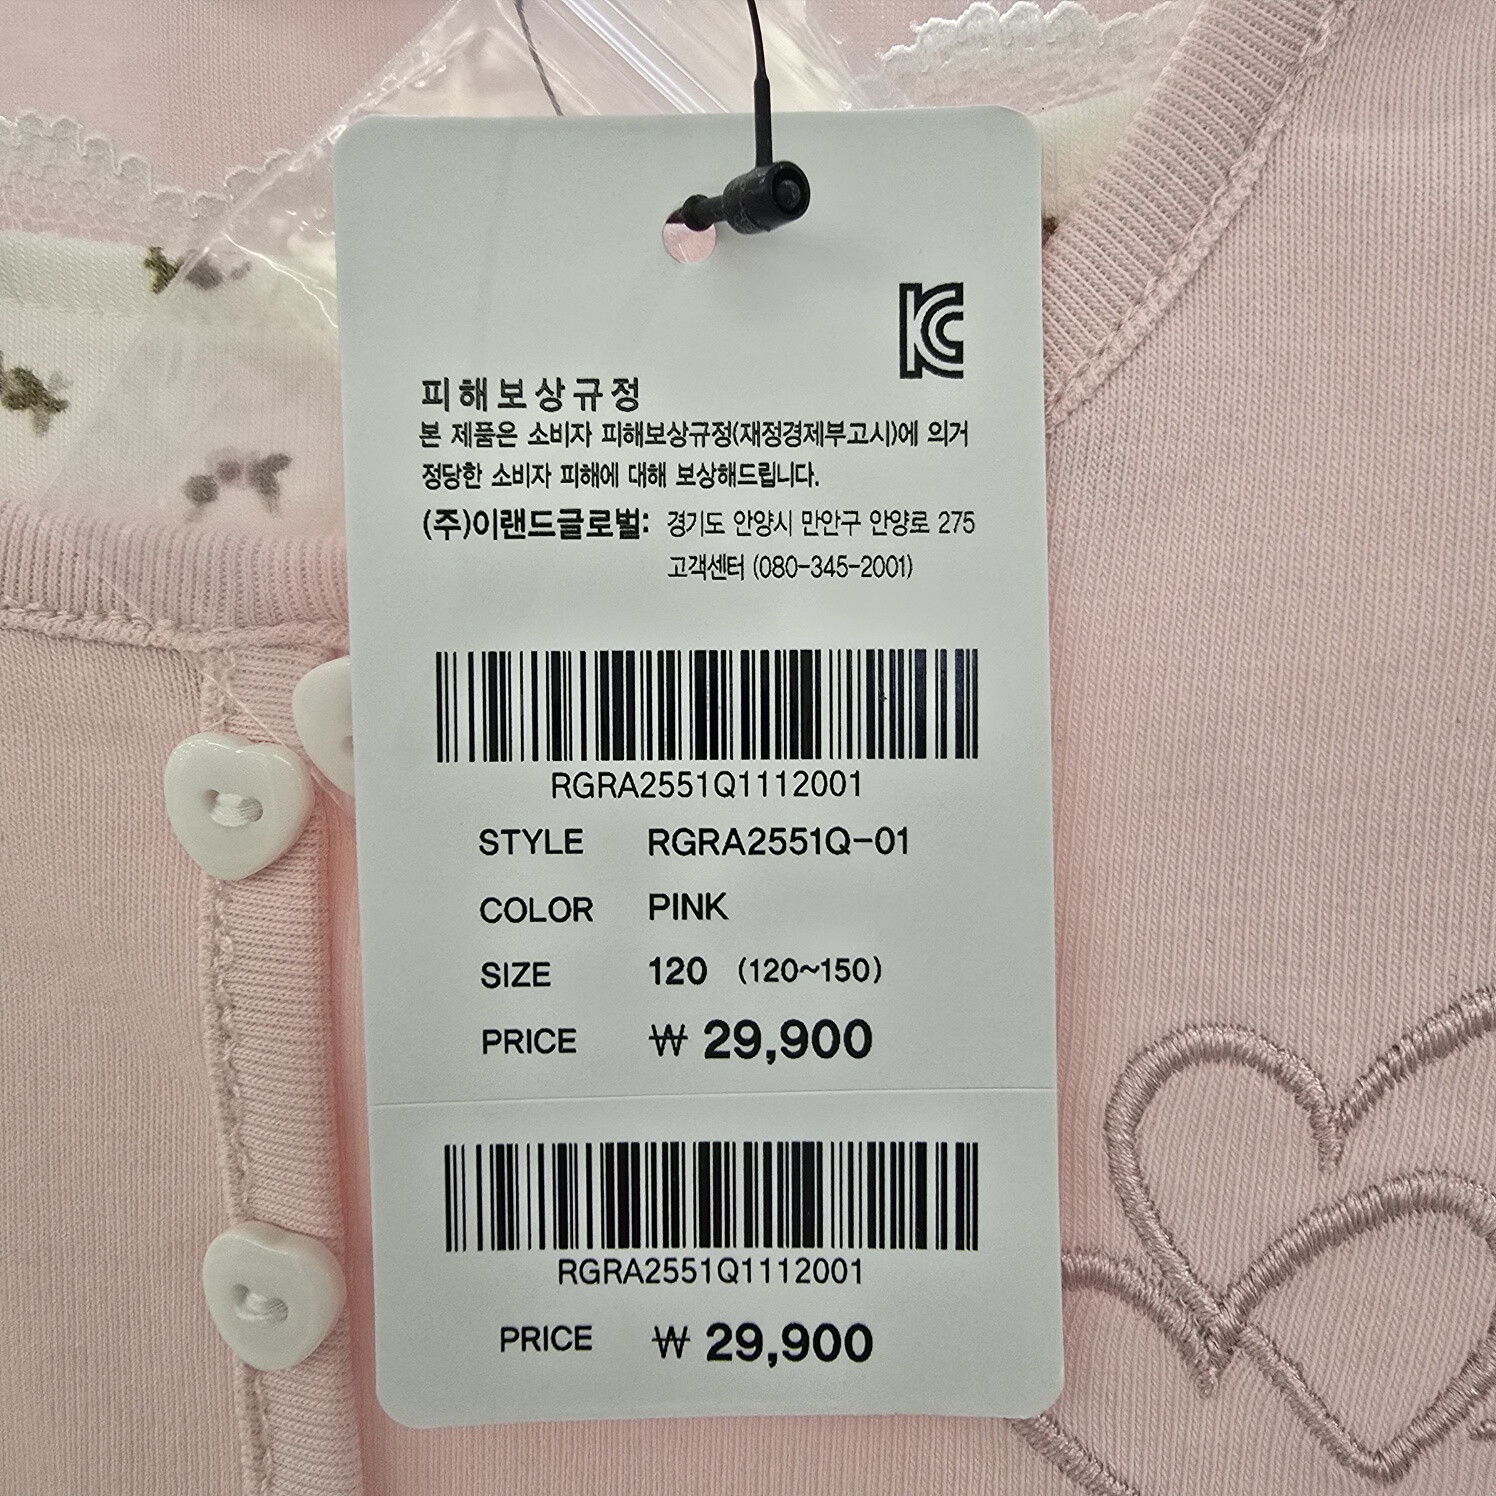 KC
피해보상규정
본 제품은 소비자 피해보상규정(재정경제부고시)에 의거
정당한 소비자 피해에 대해 보상해드립니다.
(주)이랜드글로벌: 경기도 안양시 만안구 안양로 275
고객센터 (080-345-2001)
RGRA2551Q1112001
STYLE RGRA2551Q-01
COLOR PINK
SIZE 120 (120~150)
PRICE ₩ 29,900
RGRA2551Q1112001
PRICE ₩ 29,900